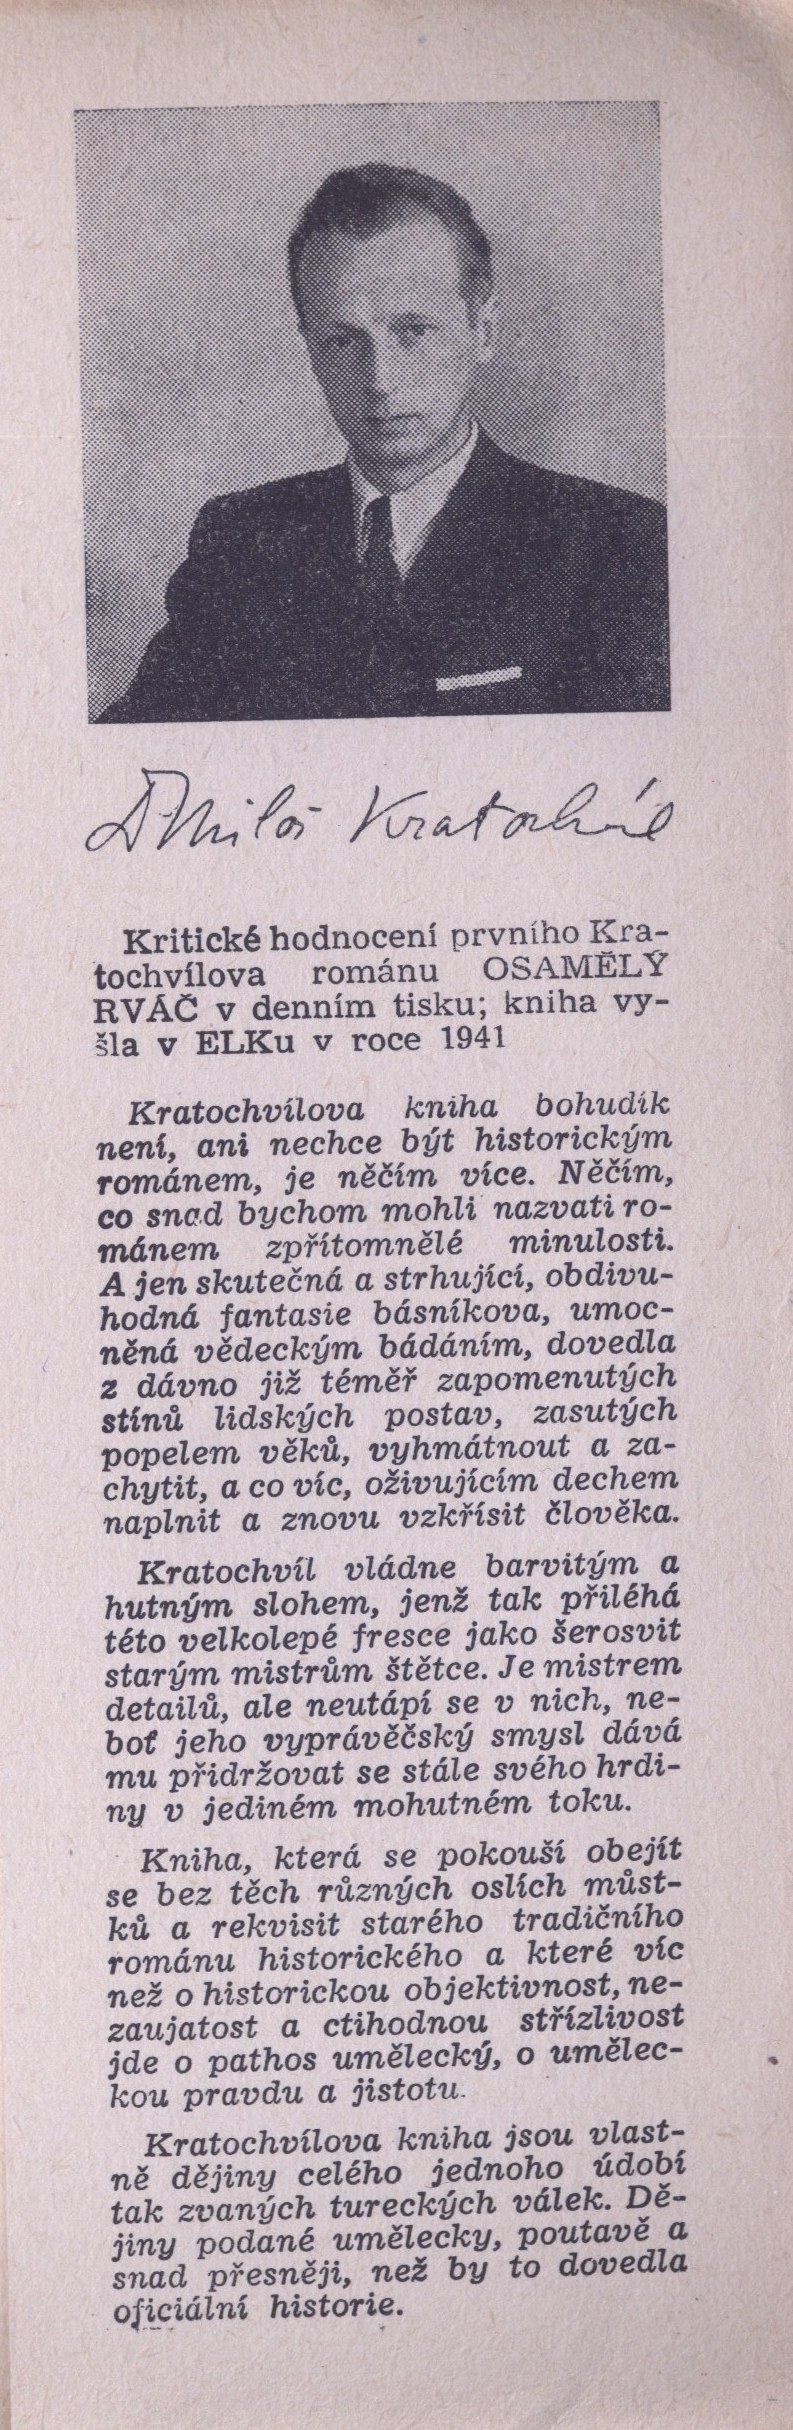 Dr Miloš Kratochvíl
Kritické hodnocení prvního Kra-
tochvílova románu OSAMĚLÝ
RVÁČ v denním tisku; kniha vy-
šla v ELKu v roce 1941
Kratochvílova kniha bohudík
není, ani nechce být historickým
románem, je něčím více. Něčím,
co snad bychom mohli nazvati ro-
mánem zpřítomnělé minulosti.
A jen skutečná a strhující, obdivu-
hodná fantasie básníkova, umoc-
něná vědeckým bádáním, dovedla
z dávno již téměř zapomenutých
stínů lidských postav, zasutých
popelem věků, vyhmátnout a za-
chytit, a co víc, oživujícím dechem
naplnit a znovu vzkřísit člověka.
Kratochvíl vládne barvitým a
hutným slohem, jenž tak přiléhá
této velkolepé fresce jako šerosvit
starým mistrům štětce. Je mistrem
detailů, ale neutápí se v nich, ne-
boť jeho vyprávěčský smysl dává
mu přidržovat se stále svého hrdi-
ny v jediném mohutném toku.
Kniha, která se pokouší obejít
se bez těch různých oslích můst-
ků a rekvisit starého tradičního
románu historického a které víc
než o historickou objektivnost, ne-
zaujatost a ctihodnou střízlivost
jde o pathos umělecký, o umělec-
kou pravdu a jistotu.
Kratochvílova kniha jsou vlast-
ně dějiny celého jednoho údobí
tak zvaných tureckých válek. Dě-
jiny podané umělecky, poutavě a
snad přesněji, než by to dovedla
oficiální historie.